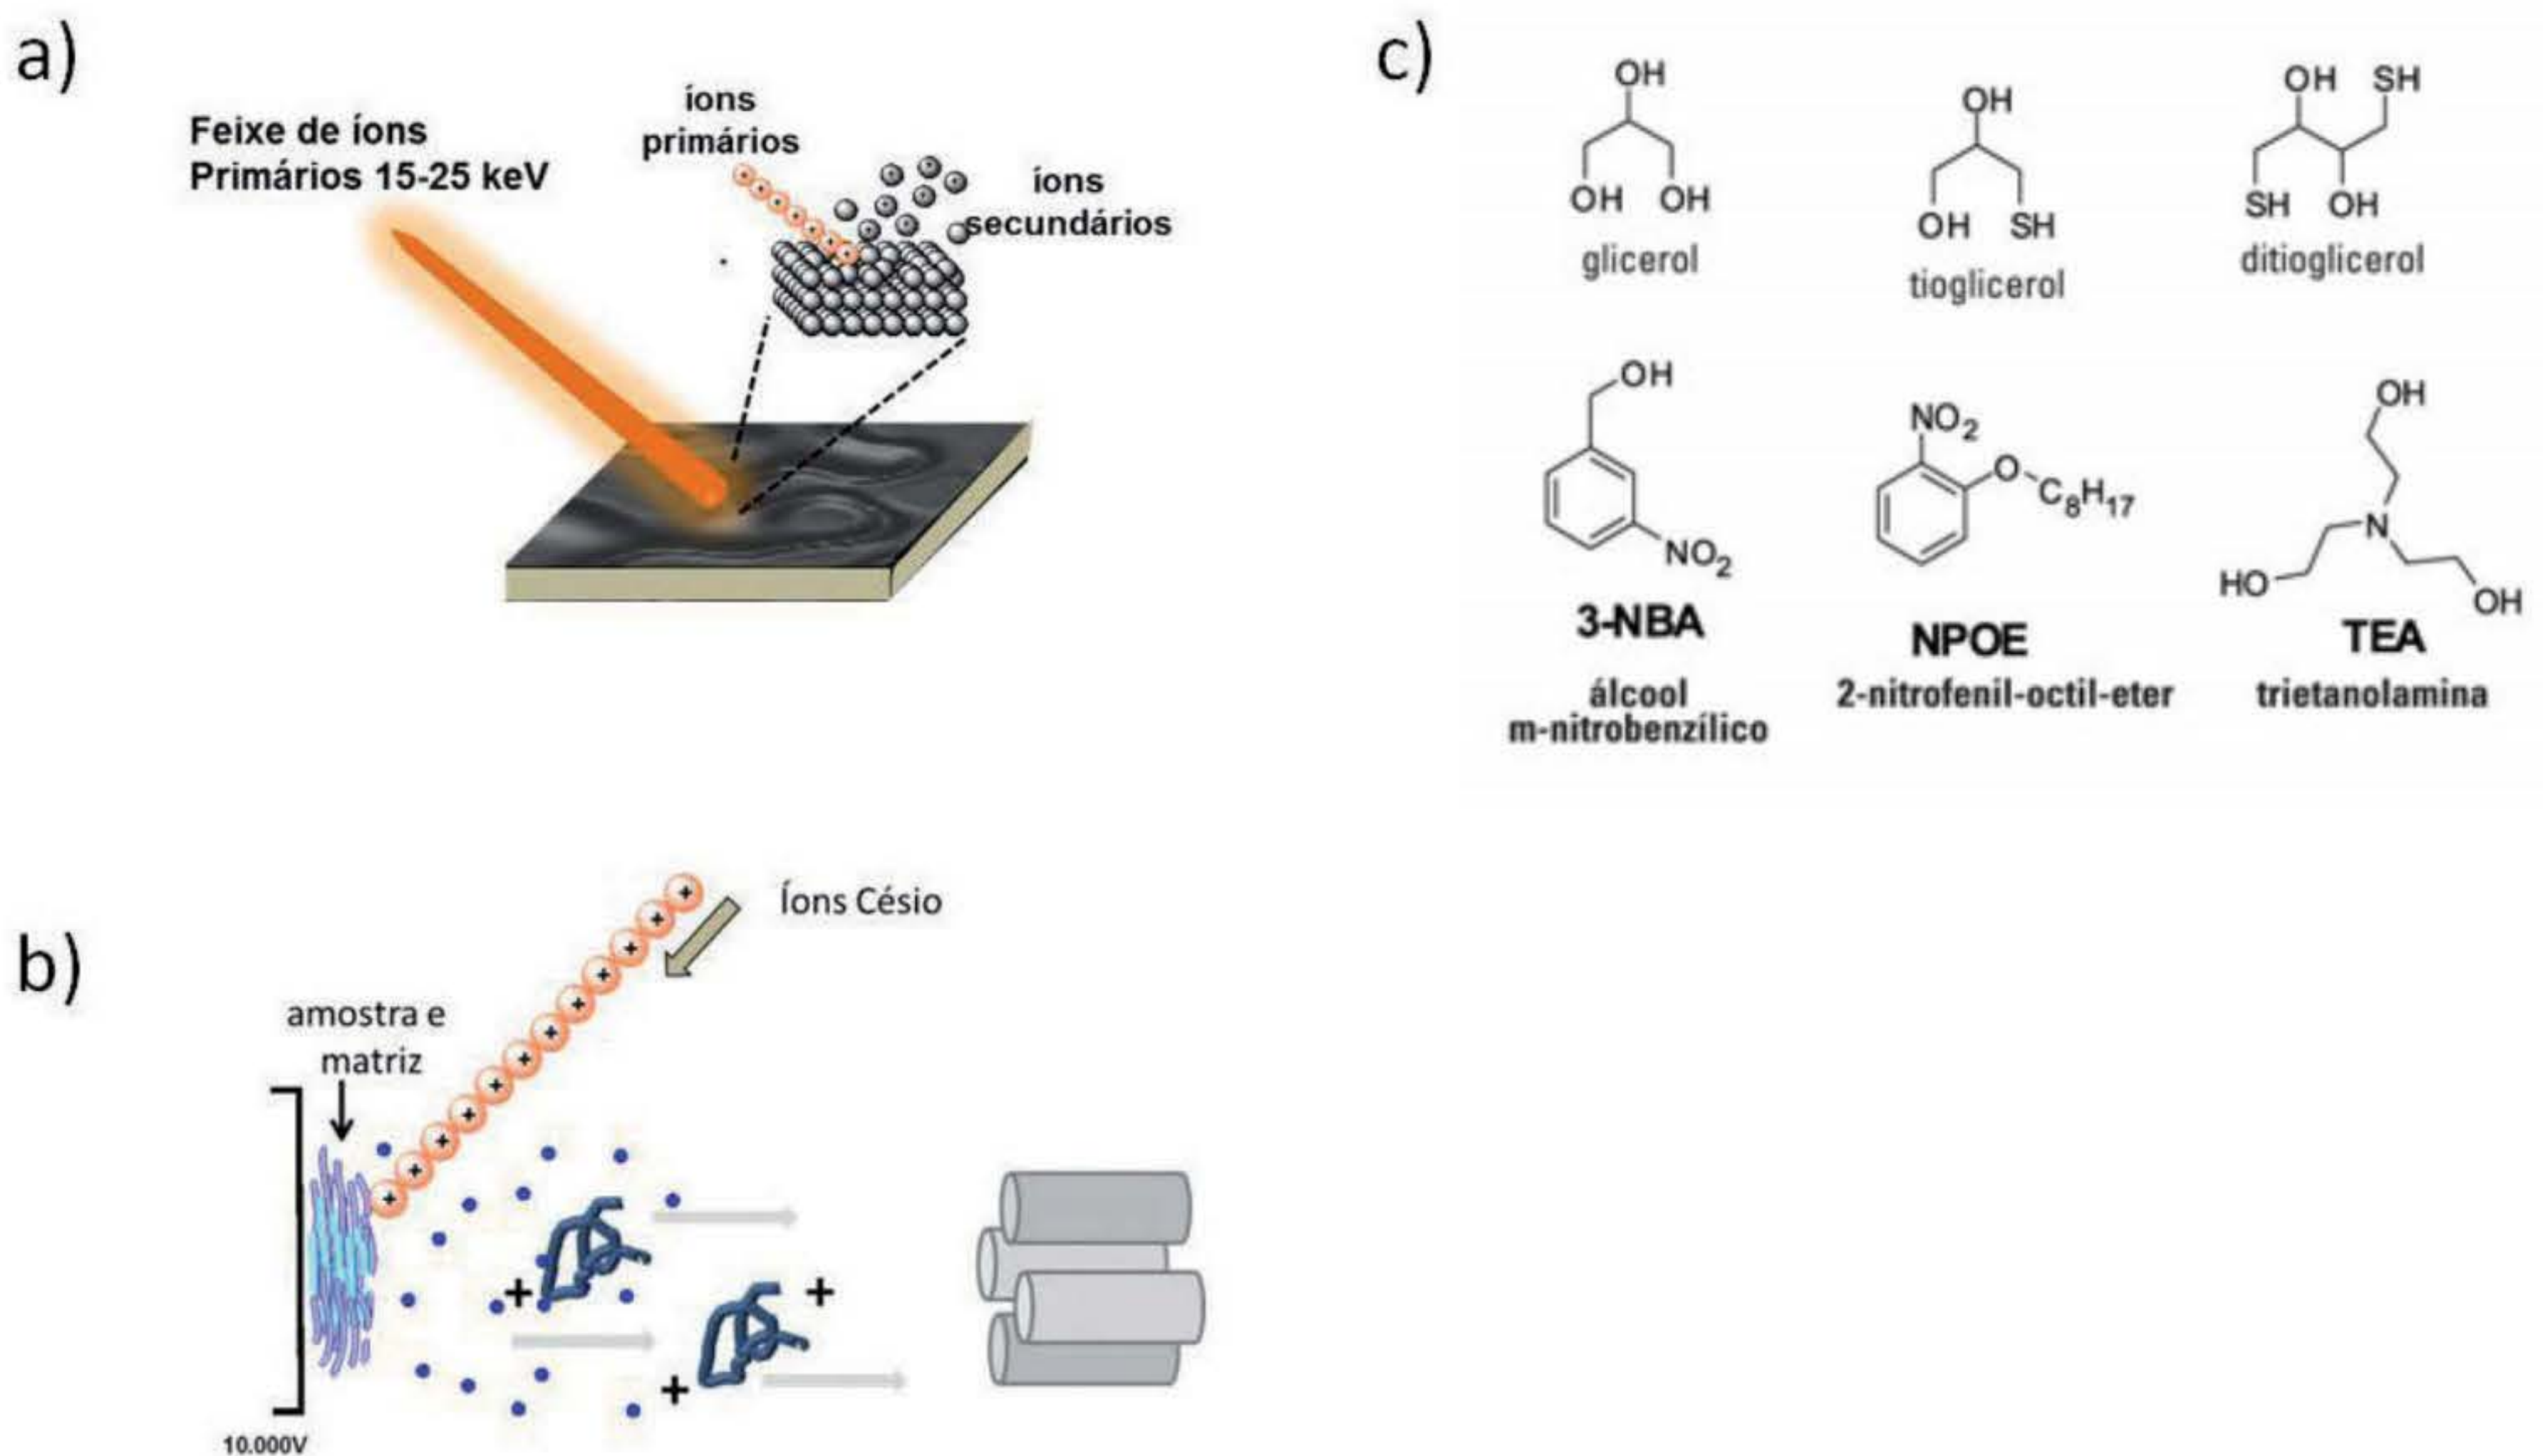 a)
Feixe de íons
Primários 15-25 keV
íons
primários
íons
secundários
c)
OH
OH OH
glicerol
OH
OH SH
tioglicerol
OH SH
SH OH
ditioglicerol
OH
NO2
3-NBA
álcool
m-nitrobenzílico
NO2
O
C8H17
NPOE
2-nitrofenil-octil-eter
OH
N
HO
OH
TEA
trietanolamina
b)
Íons Césio
amostra e
matriz
+
+
+
10.000V